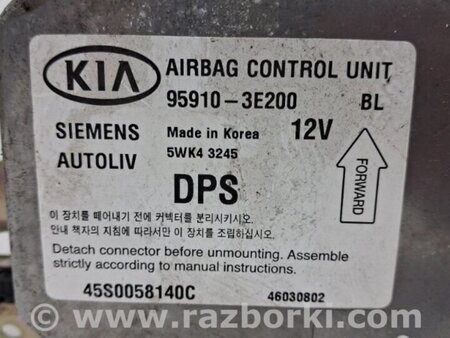 KIA AIRBAG CONTROL UNIT
95910-3E200 BL
SIEMENS Made in Korea 12V
AUTOLIV 5WK4 3245
DPS
FORWARD
이 장치를 떼어내기 전에 커넥터를 분리시키시오.
안내 책자의 지침에 따라서만 이 장치를 조립하십시오.
Detach connector before unmounting. Assemble
strictly according to manual instructions.
45S0058140C 46030802
© www.razborki.com